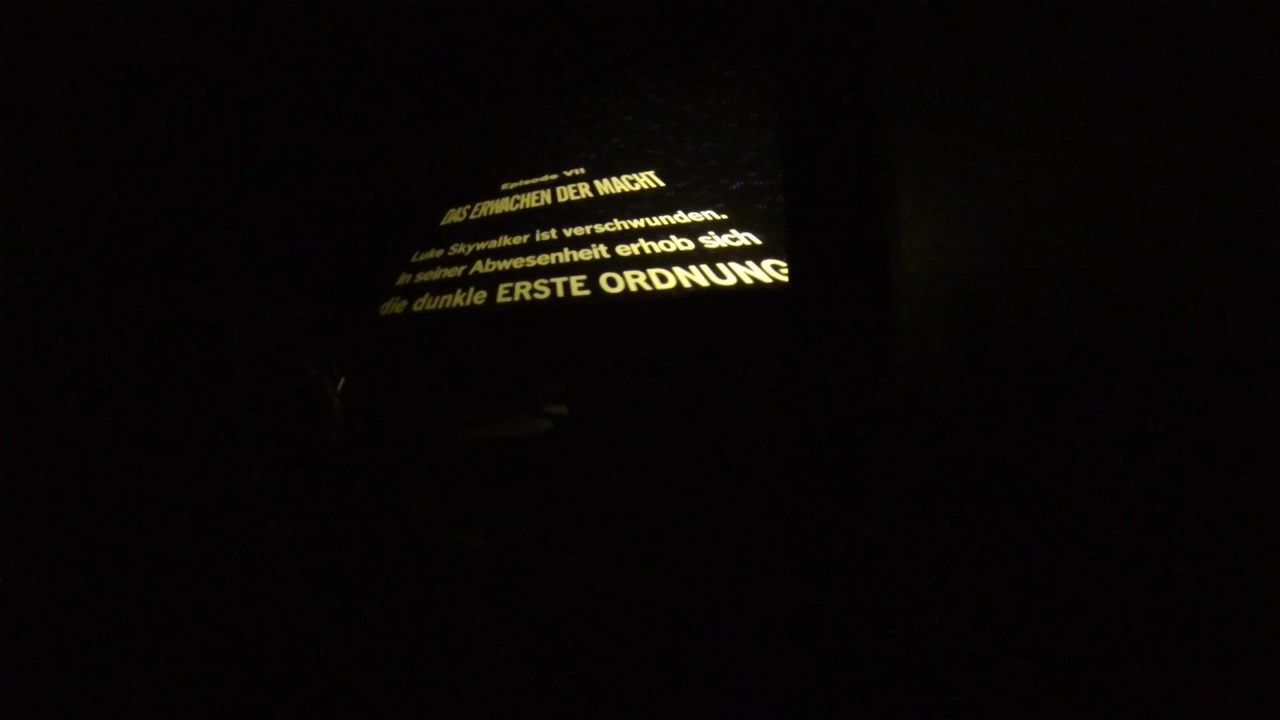 Episode VII
DAS ERWACHEN DER MACHT
Luke Skywalker ist verschwunden.
In seiner Abwesenheit erhob sich
die dunkle ERSTE ORDNUNG